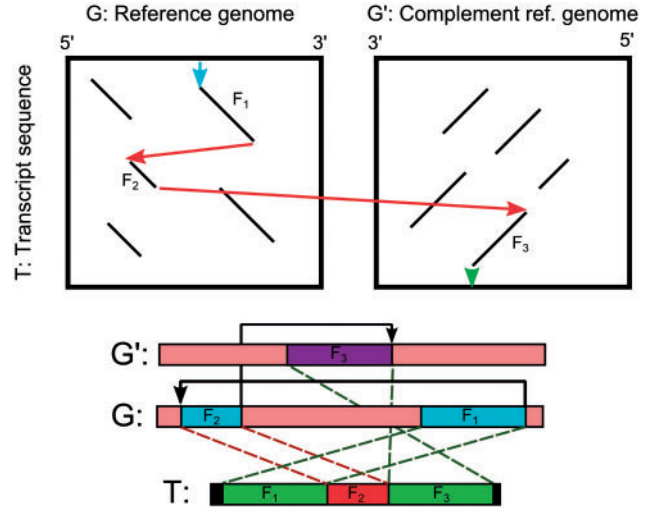 G: Reference genome
G': Complement ref. genome
5'
3'
3'
5'
T: Transcript sequence
F1
F2
F3
G':
F3
G:
F2
F1
T:
F1
F2
F3